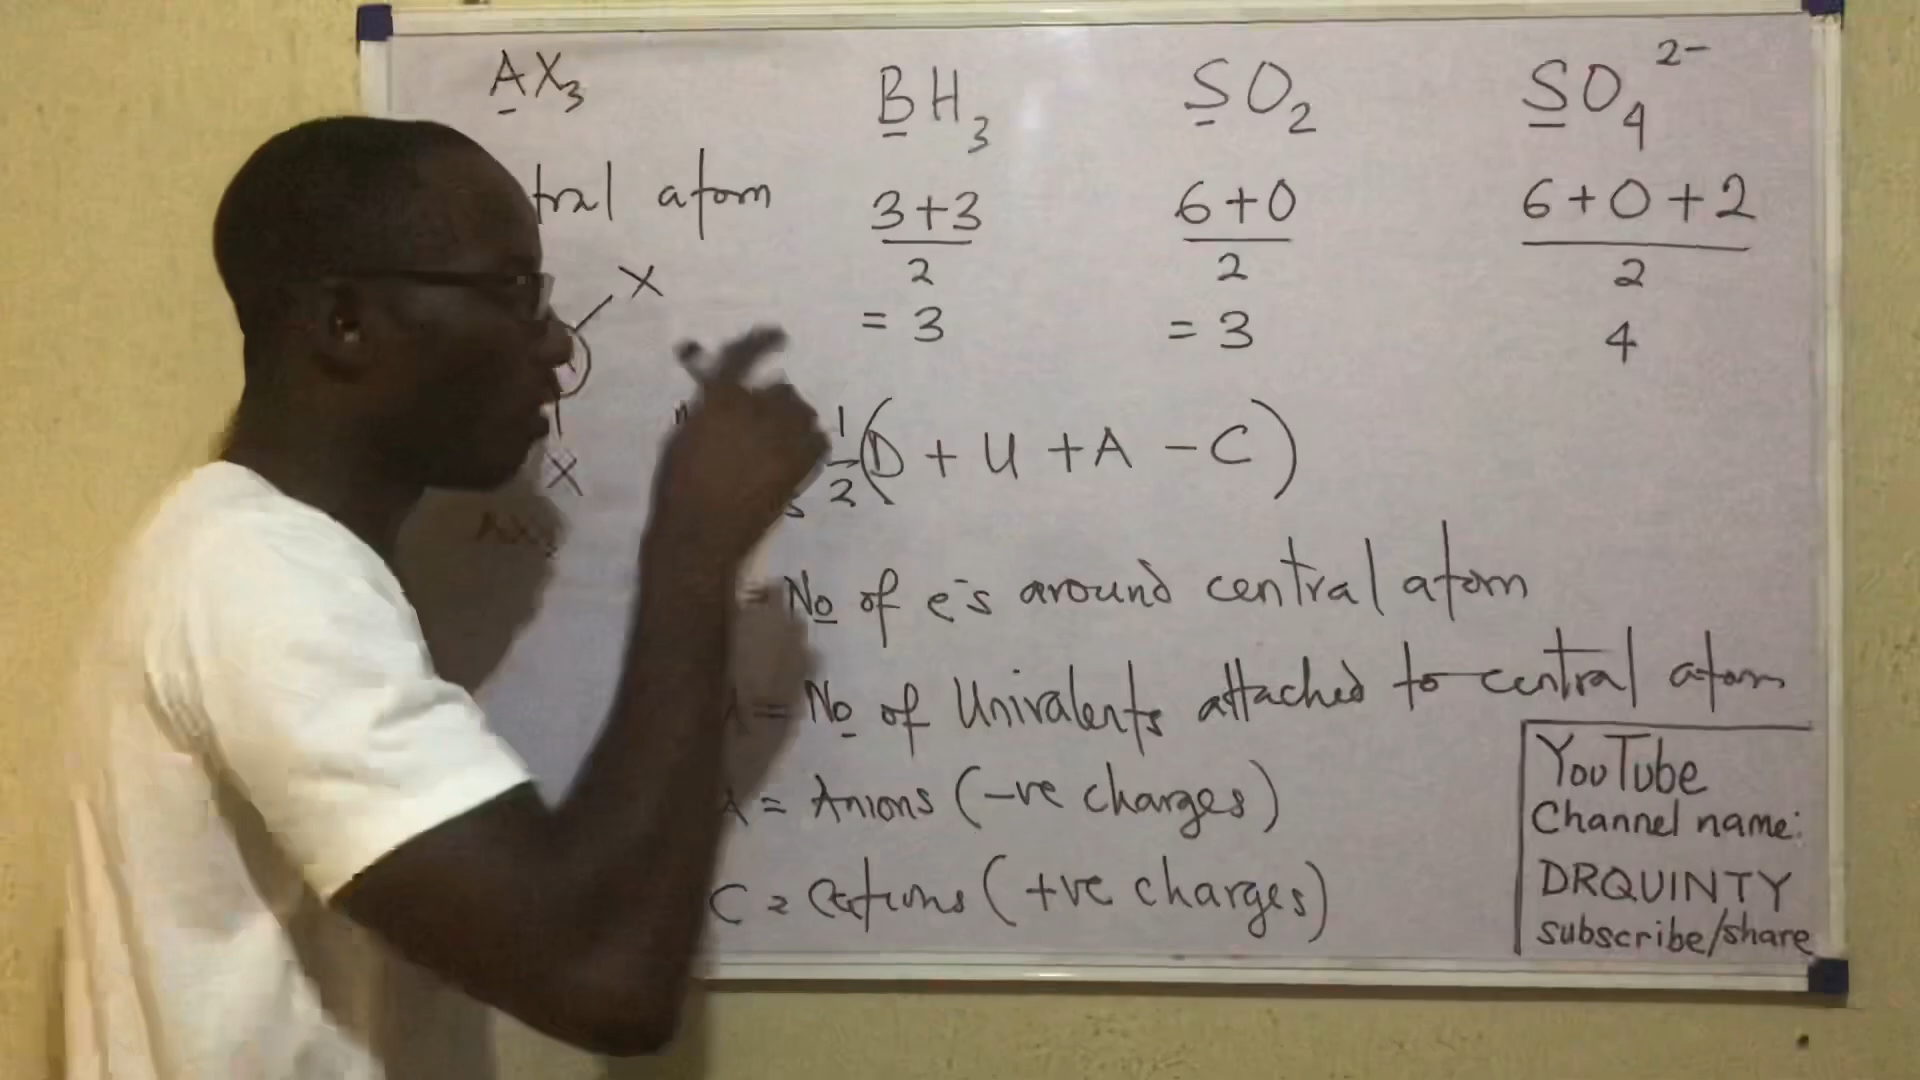 AX₃ BH₃ SO₂ SO₄²⁻
tral atom 3+3 6+0 6+0+2
2 2 2
X = 3 = 3 4
½(D + U + A - C)
X
= No of e⁻s around central atom
= No of Univalents attached to central atom
A = Anions (-ve charges)
C = Cations (+ve charges)
YouTube
Channel name:
DRQUINTY
subscribe/share